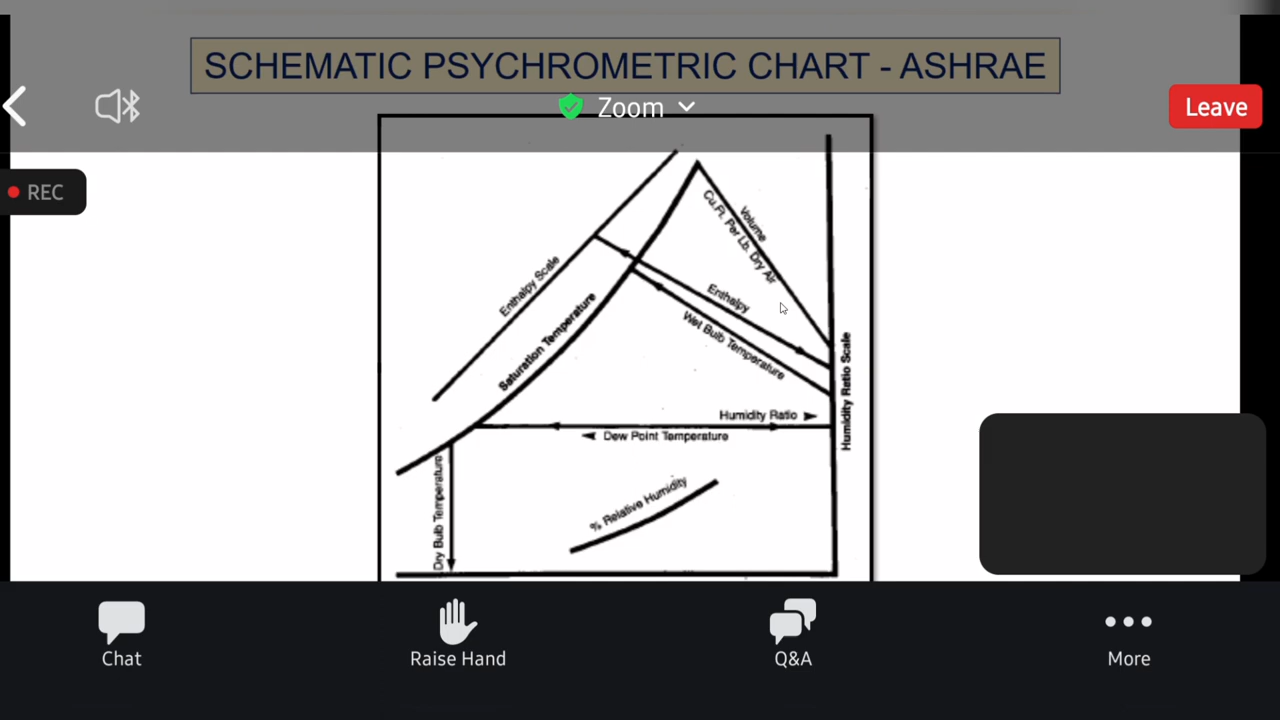 SCHEMATIC PSYCHROMETRIC CHART - ASHRAE
Zoom
Leave
REC
Volume
Cu.Ft. Per Lb. Dry Air
Enthalpy Scale
Enthalpy
Saturation Temperature
Wet Bulb Temperature
Humidity Ratio Scale
Humidity Ratio
Dew Point Temperature
Dry Bulb Temperature
% Relative Humidity
Chat
Raise Hand
Q&A
More